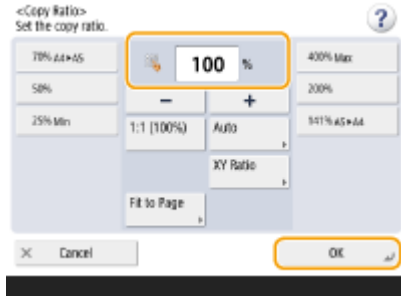 <Copy Ratio>
Set the copy ratio.
?
70% A4►A5
100 %
400% Max
50%
−
+
200%
25% Min
1:1 (100%)
Auto
141% A5►A4
XY Ratio
Fit to Page
× Cancel
OK